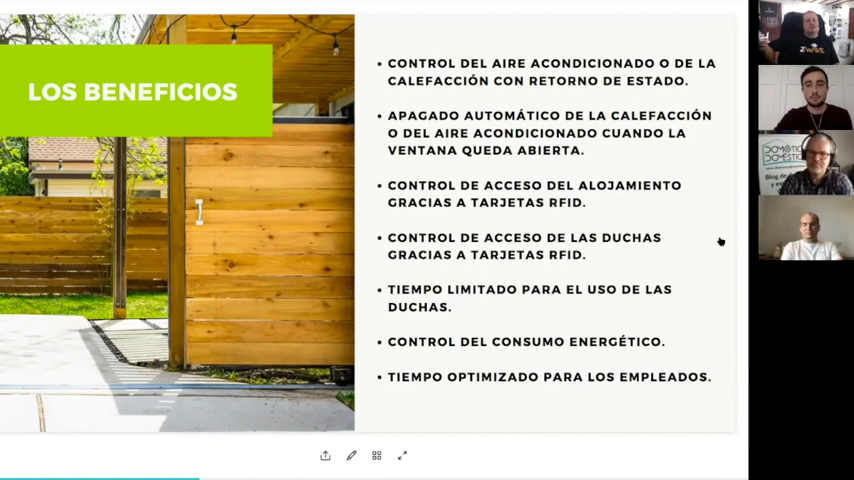 LOS BENEFICIOS
• CONTROL DEL AIRE ACONDICIONADO O DE LA
CALEFACCIÓN CON RETORNO DE ESTADO.
• APAGADO AUTOMÁTICO DE LA CALEFACCIÓN
O DEL AIRE ACONDICIONADO CUANDO LA
VENTANA QUEDA ABIERTA.
• CONTROL DE ACCESO DEL ALOJAMIENTO
GRACIAS A TARJETAS RFID.
• CONTROL DE ACCESO DE LAS DUCHAS
GRACIAS A TARJETAS RFID.
• TIEMPO LIMITADO PARA EL USO DE LAS
DUCHAS.
• CONTROL DEL CONSUMO ENERGÉTICO.
• TIEMPO OPTIMIZADO PARA LOS EMPLEADOS.
Z-WAVE
Blog de